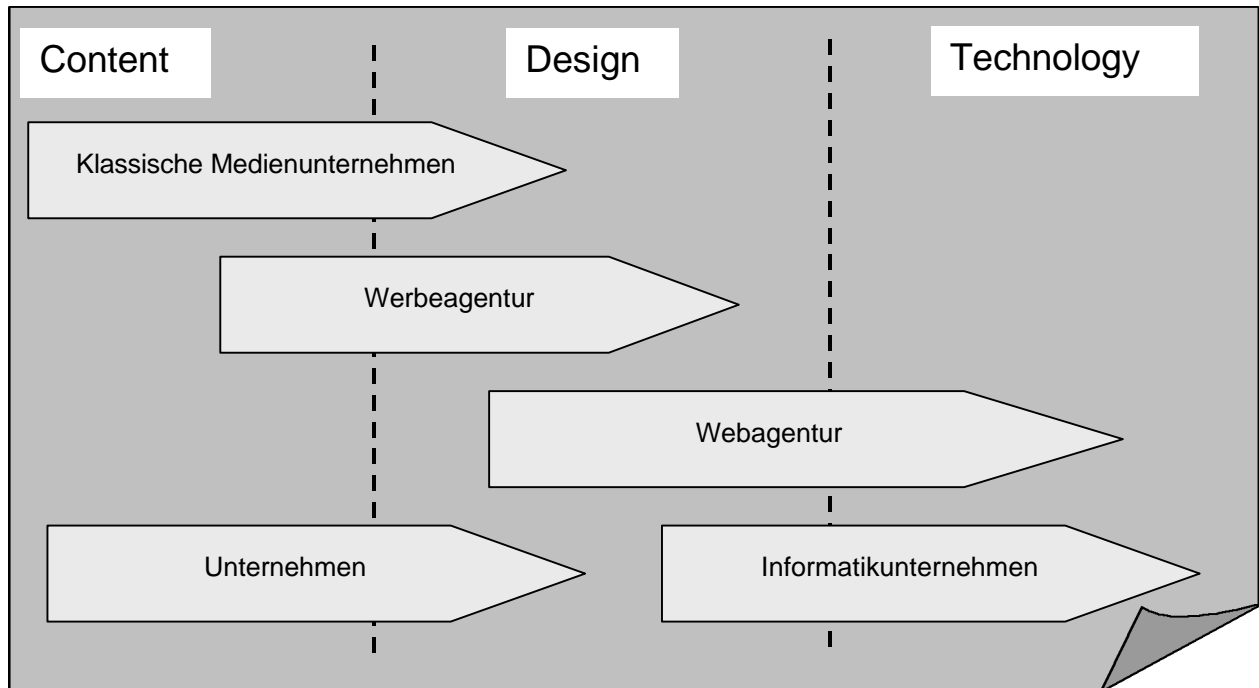 Content
Design
Technology
Klassische Medienunternehmen
Werbeagentur
Webagentur
Unternehmen
Informatikunternehmen